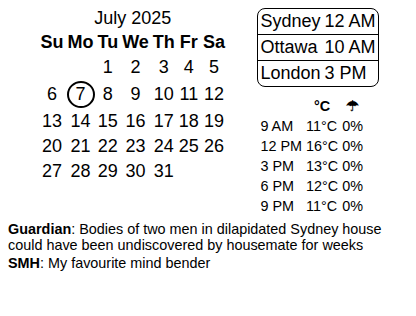 July 2025
Su Mo Tu We Th Fr Sa
1 2 3 4 5
6 7 8 9 10 11 12
13 14 15 16 17 18 19
20 21 22 23 24 25 26
27 28 29 30 31
Sydney 12 AM
Ottawa 10 AM
London 3 PM
°C ☂
9 AM 11°C 0%
12 PM 16°C 0%
3 PM 13°C 0%
6 PM 12°C 0%
9 PM 11°C 0%
Guardian: Bodies of two men in dilapidated Sydney house
could have been undiscovered by housemate for weeks
SMH: My favourite mind bender